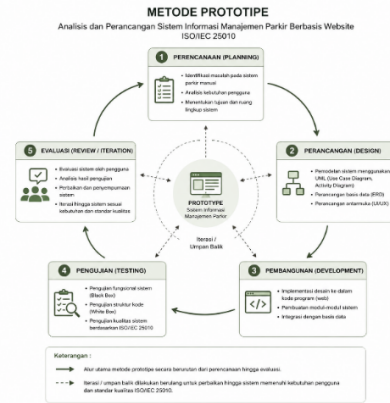 METODE PROTOTIPE
Analisis dan Perancangan Sistem Informasi Manajemen Parkir Berbasis Website
ISO/IEC 25010
1 PERENCANAAN (PLANNING)
• Identifikasi masalah pada sistem
parkir manual
• Analisis kebutuhan pengguna
• Menentukan tujuan dan ruang
lingkup sistem
2 PERANCANGAN (DESIGN)
• Pemodelan sistem menggunakan
UML (Use Case Diagram,
Activity Diagram)
• Perancangan basis data (ERD)
• Perancangan antarmuka (UI/UX)
3 PEMBANGUNAN (DEVELOPMENT)
• Implementasi desain ke dalam
kode program (web)
• Pembuatan modul-modul sistem
• Integrasi dengan basis data
4 PENGUJIAN (TESTING)
• Pengujian fungsional sistem
(Black Box)
• Pengujian struktur kode
(White Box)
• Pengujian kualitas sistem
berdasarkan ISO/IEC 25010
5 EVALUASI (REVIEW / ITERATION)
• Evaluasi sistem oleh pengguna
• Analisis hasil pengujian
• Perbaikan dan penyempurnaan
sistem
• Iterasi hingga sistem sesuai
kebutuhan dan standar kualitas
PROTOTYPE
Sistem Informasi
Manajemen Parkir
Iterasi /
Umpan Balik
Keterangan :
Alur utama metode prototipe secara berurutan dari perencanaan hingga evaluasi.
Iterasi / umpan balik dilakukan berulang untuk perbaikan hingga sistem memenuhi kebutuhan pengguna
dan standar kualitas ISO/IEC 25010.